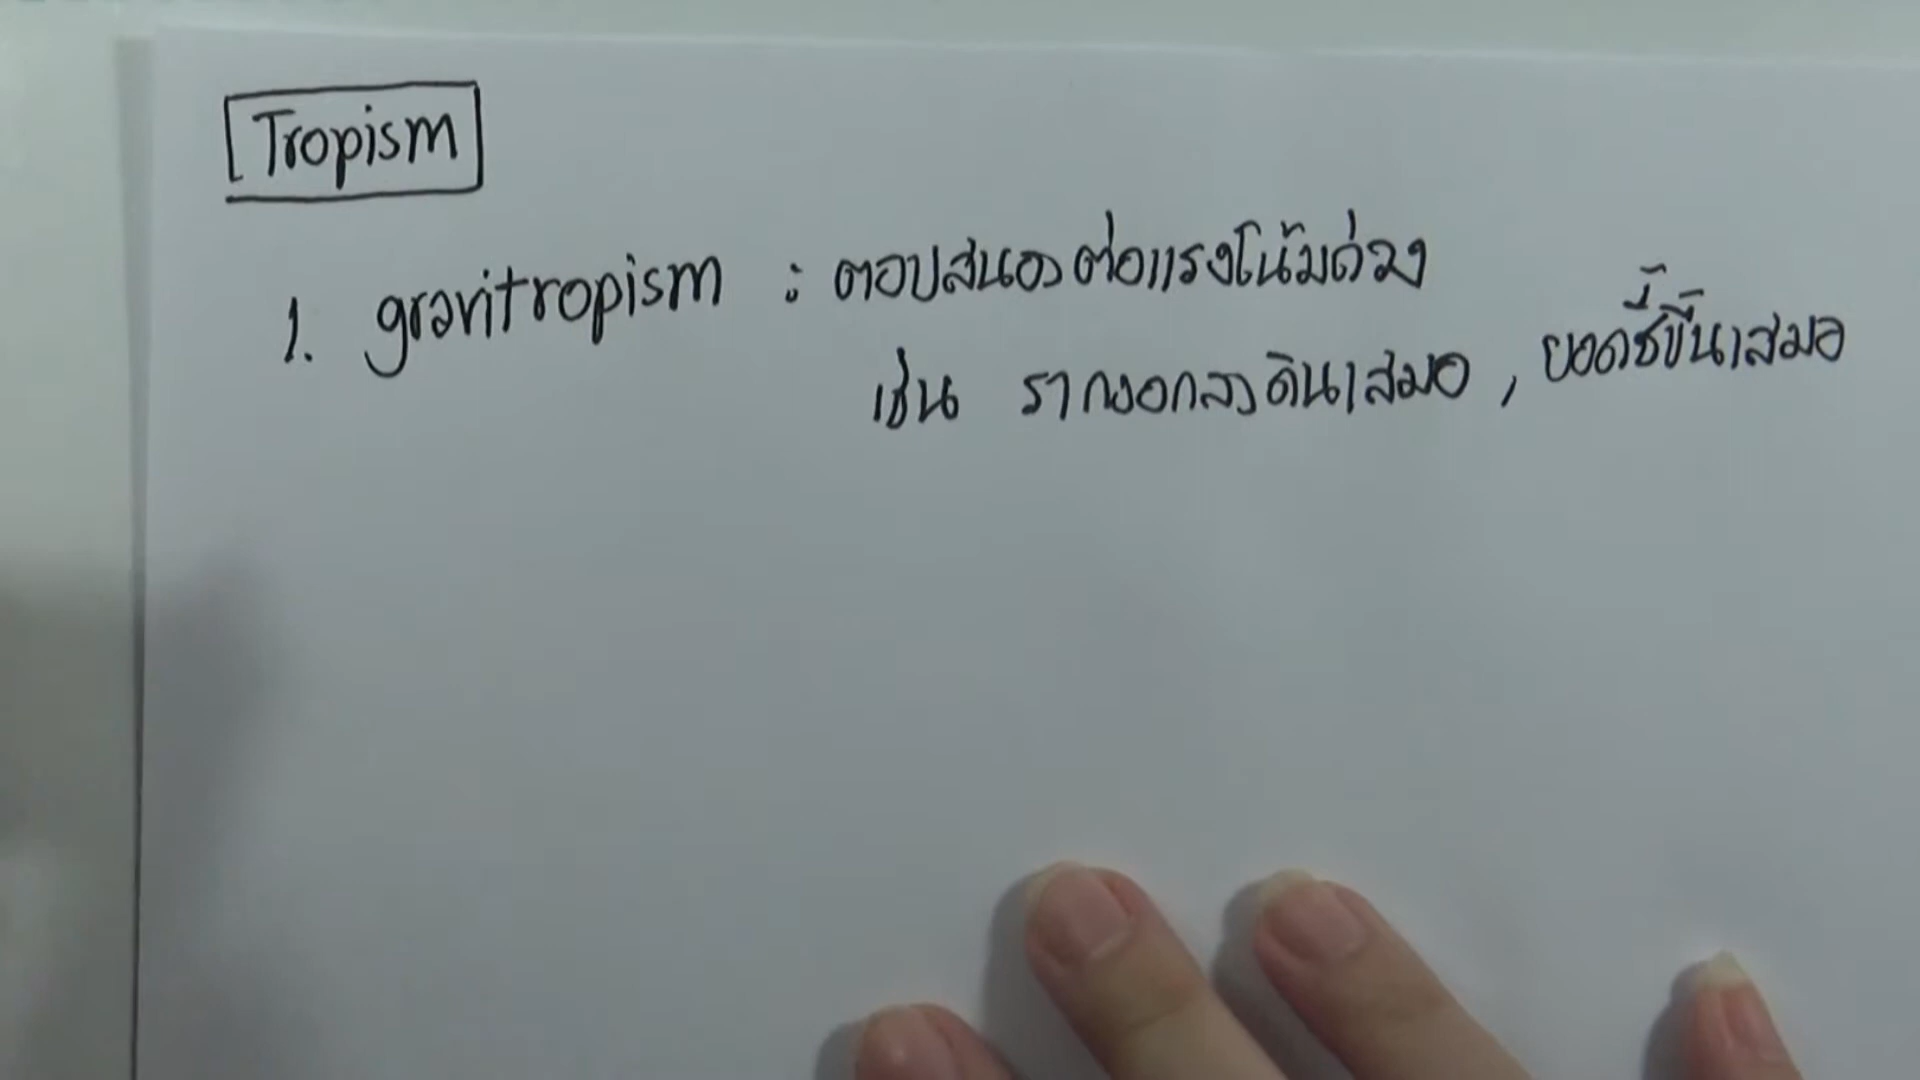 Tropism
1. gravitropism : ตอบสนองต่อแรงโน้มถ่วง
เช่น รากงอกลงดินเสมอ , ยอดชี้ขึ้นเสมอ